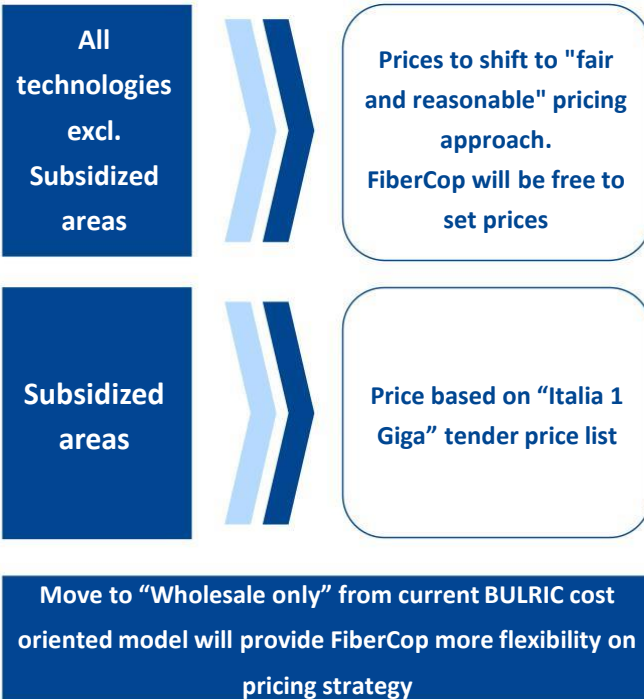 All
technologies
excl.
Subsidized
areas
Prices to shift to "fair
and reasonable" pricing
approach.
FiberCop will be free to
set prices
Subsidized
areas
Price based on “Italia 1
Giga” tender price list
Move to “Wholesale only” from current BULRIC cost
oriented model will provide FiberCop more flexibility on
pricing strategy